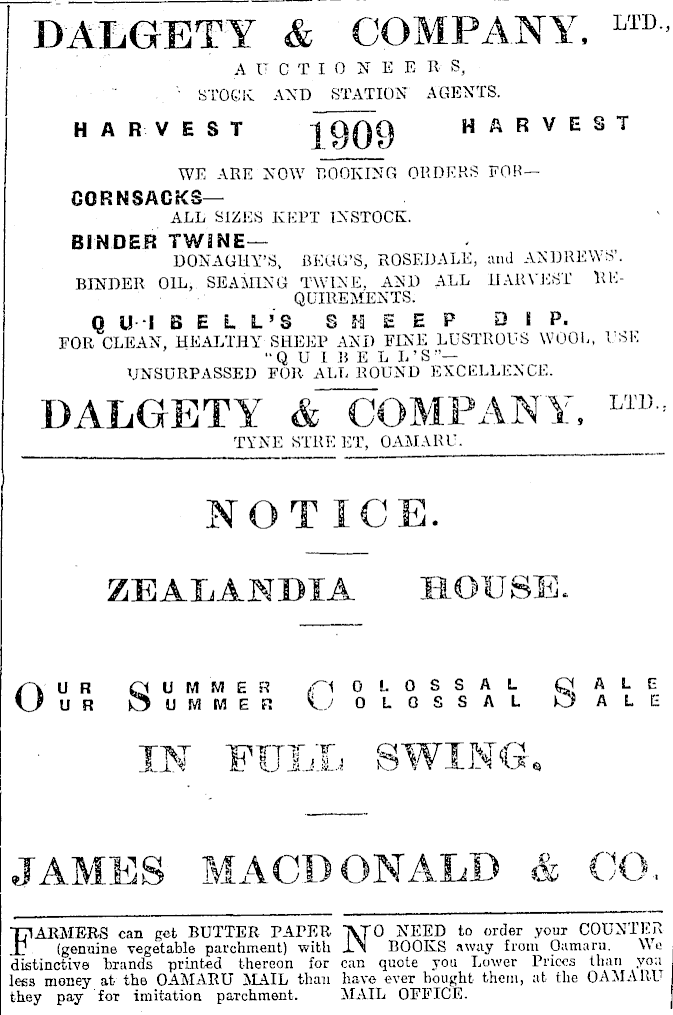 DALGETY & COMPANY, LTD.,
AUCTIONEERS,
STOCK AND STATION AGENTS.
HARVEST 1909 HARVEST
WE ARE NOW BOOKING ORDERS FOR—
CORNSACKS—
ALL SIZES KEPT INSTOCK.
BINDER TWINE—
DONAGHY'S, BEGG'S, ROSEDALE, and ANDREWS'.
BINDER OIL, SEAMING TWINE, AND ALL HARVEST RE-
QUIREMENTS.
QUIBELL'S SHEEP DIP.
FOR CLEAN, HEALTHY SHEEP AND FINE LUSTROUS WOOL, USE
"QUIBELL'S"—
UNSURPASSED FOR ALL ROUND EXCELLENCE.
DALGETY & COMPANY, LTD.,
TYNE STREET, OAMARU.
NOTICE.
ZEALANDIA HOUSE.
OUR SUMMER COLOSSAL SALE
UR UMMER OLOSSAL ALE
IN FULL SWING.
JAMES MACDONALD & CO.
FARMERS can get BUTTER PAPER
(genuine vegetable parchment) with
distinctive brands printed thereon for
less money at the OAMARU MAIL than
they pay for imitation parchment.
NO NEED to order your COUNTER
BOOKS away from Oamaru. We
can quote you Lower Prices than you
have ever bought them, at the OAMARU
MAIL OFFICE.